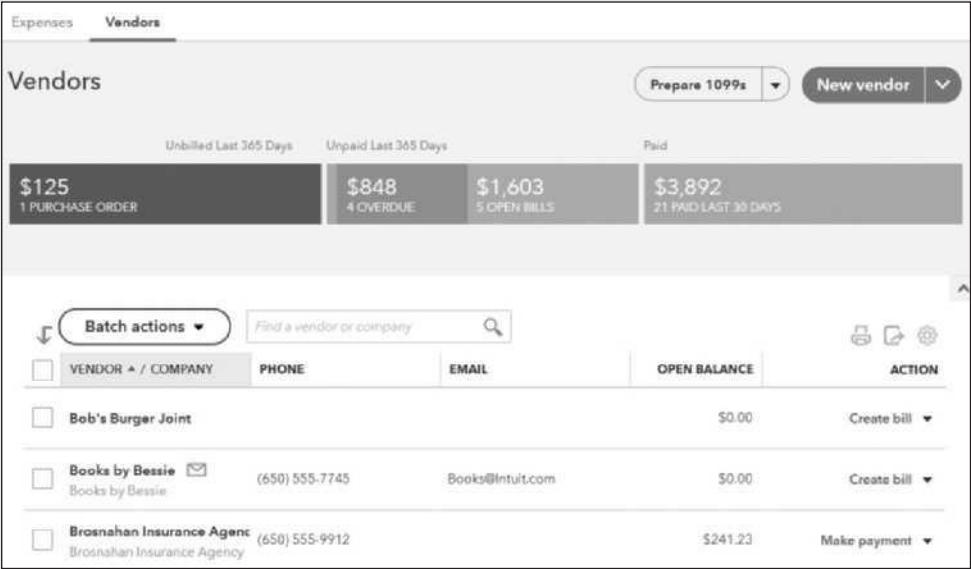 Expenses Vendors
Vendors
Prepare 1099s New vendor
Unbilled Last 365 Days Unpaid Last 365 Days Paid
$125 $848 $1,603 $3,892
1 PURCHASE ORDER 4 OVERDUE 5 OPEN BILLS 21 PAID LAST 30 DAYS
Batch actions Find a vendor or company
VENDOR / COMPANY PHONE EMAIL OPEN BALANCE ACTION
Bob's Burger Joint $0.00 Create bill
Books by Bessie (650) 555-7745 Books@Intuit.com $0.00 Create bill
Books by Bessie
Brosnahan Insurance Agenc (650) 555-9912 $241.23 Make payment
Brosnahan Insurance Agency